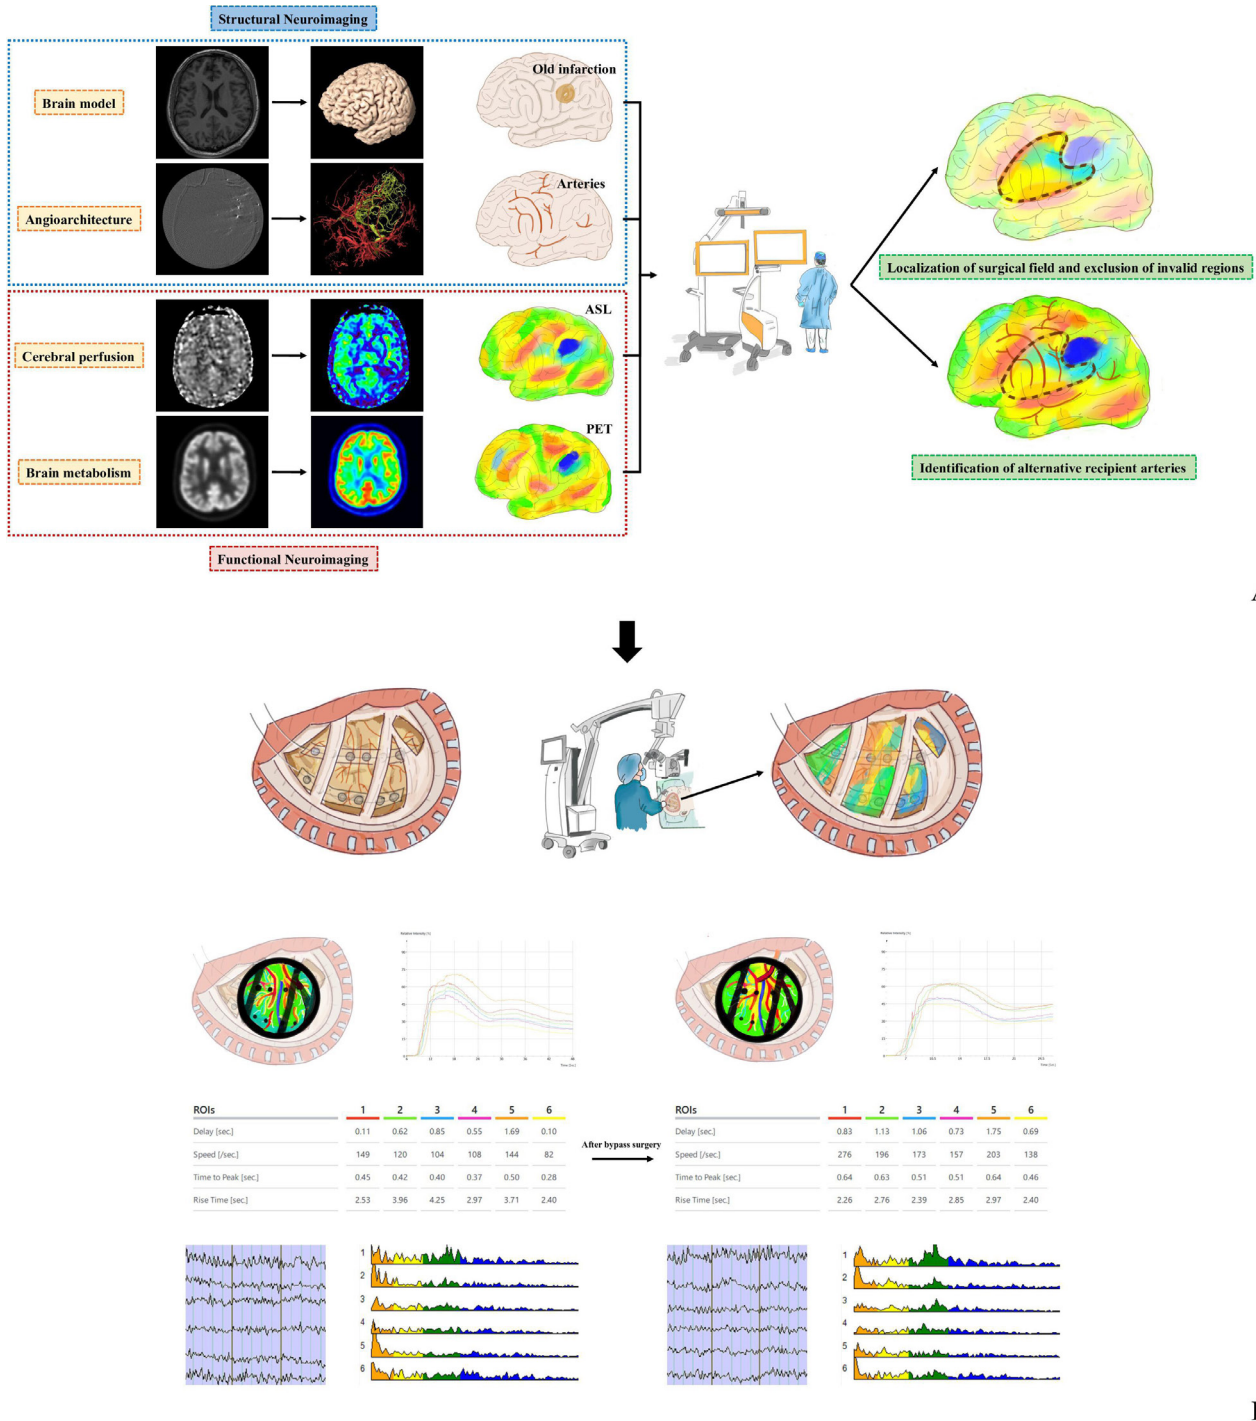 Structural Neuroimaging
Brain model
Old infarction
Angioarchitecture
Arteries
Localization of surgical field and exclusion of invalid regions
Cerebral perfusion
ASL
Brain metabolism
PET
Identification of alternative recipient arteries
Functional Neuroimaging
Relative Intensity [%]
Time [Sec.]
Relative Intensity [%]
Time [Sec.]
ROIs 1 2 3 4 5 6
Delay [sec.] 0.11 0.62 0.85 0.55 1.69 0.10
Speed [/sec.] 149 120 104 108 144 82
Time to Peak [sec.] 0.45 0.42 0.40 0.37 0.50 0.28
Rise Time [sec.] 2.53 3.96 4.25 2.97 3.71 2.40
After bypass surgery
ROIs 1 2 3 4 5 6
Delay [sec.] 0.83 1.13 1.06 0.73 1.75 0.69
Speed [/sec.] 276 196 173 157 203 138
Time to Peak [sec.] 0.64 0.63 0.51 0.51 0.64 0.46
Rise Time [sec.] 2.26 2.76 2.39 2.85 2.97 2.40
1
2
3
4
5
6
1
2
3
4
5
6